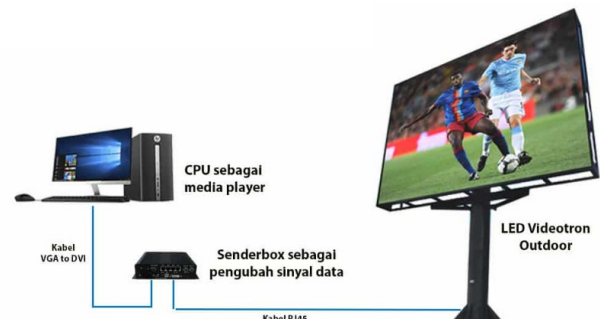 CPU sebagai
media player
Kabel
VGA to DVI
Senderbox sebagai
pengubah sinyal data
LED Videotron
Outdoor
Kabel RJ45